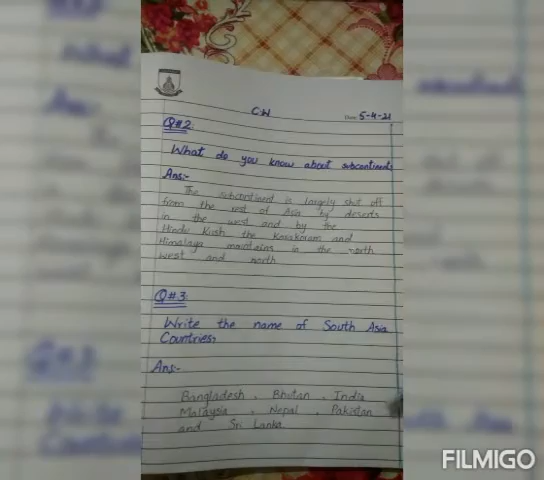 C.W
Date: 5-4-21
Q#2.
What do you know about subcontinent?
Ans:-
The subcontinent is largely shut off
from the rest of Asia by deserts
in the west and by the
Hindu Kush the Karakoram and
Himalaya mountains in the north
west and north
Q#3.
Write the name of South Asia
Countries?
Ans:-
Bangladesh, Bhutan, India
Malaysia, Nepal, Pakistan
and Sri Lanka
FILMIGO